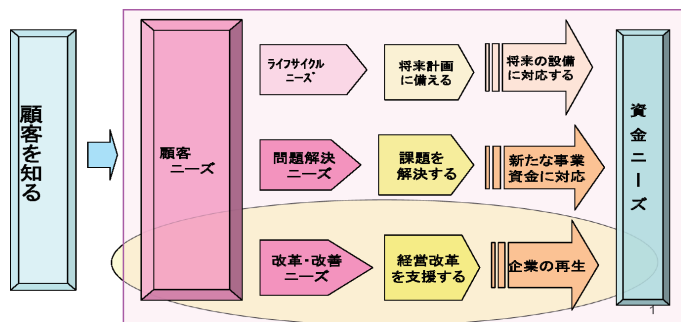 顧客を知る
顧客
ニーズ
ライフサイクル
ニーズ
将来計画
に備える
将来の設備
に対応する
問題解決
ニーズ
課題を
解決する
新たな事業
資金に対応
改革・改善
ニーズ
経営改革
を支援する
企業の再生
資金ニーズ
1